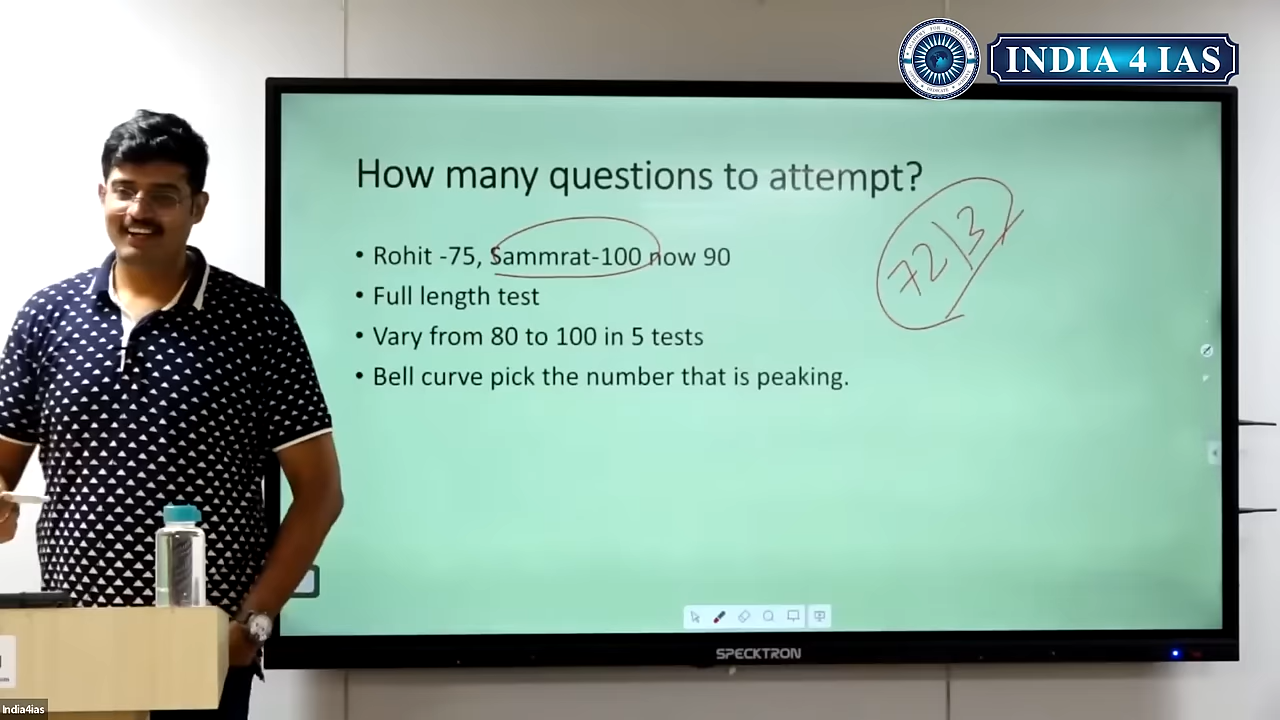 INDIA 4 IAS
How many questions to attempt?
• Rohit -75, Sammrat-100 now 90
• Full length test
• Vary from 80 to 100 in 5 tests
• Bell curve pick the number that is peaking.
72/3
SPECKTRON
India4ias